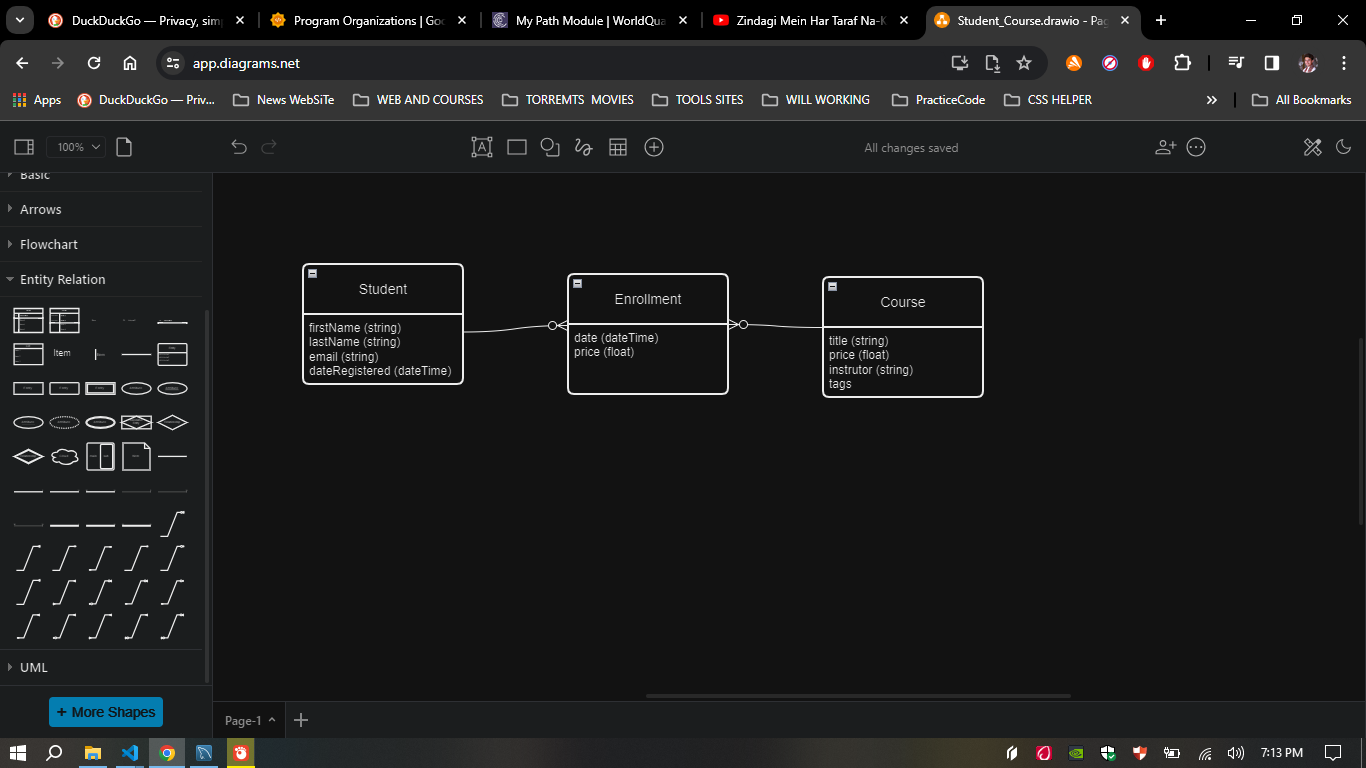 DuckDuckGo — Privacy, sim
Program Organizations | Goo
My Path Module | WorldQua
Zindagi Mein Har Taraf Na-K
Student_Course.drawio - Pag
app.diagrams.net
Apps
DuckDuckGo — Priv...
News WebSiTe
WEB AND COURSES
TORREMTS MOVIES
TOOLS SITES
WILL WORKING
PracticeCode
CSS HELPER
All Bookmarks
100%
All changes saved
Basic
Arrows
Flowchart
Entity Relation
Item
UML
+ More Shapes
Student
firstName (string)
lastName (string)
email (string)
dateRegistered (dateTime)
Enrollment
date (dateTime)
price (float)
Course
title (string)
price (float)
instrutor (string)
tags
Page-1
7:13 PM